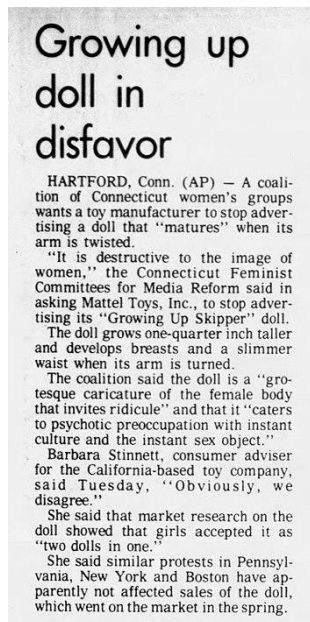 Growing up
doll in
disfavor
HARTFORD, Conn. (AP) — A coali-
tion of Connecticut women's groups
wants a toy manufacturer to stop adver-
tising a doll that "matures" when its
arm is twisted.
"It is destructive to the image of
women," the Connecticut Feminist
Committees for Media Reform said in
asking Mattel Toys, Inc., to stop adver-
tising its "Growing Up Skipper" doll.
The doll grows one-quarter inch taller
and develops breasts and a slimmer
waist when its arm is turned.
The coalition said the doll is a "gro-
tesque caricature of the female body
that invites ridicule" and that it "caters
to psychotic preoccupation with instant
culture and the instant sex object."
Barbara Stinnett, consumer adviser
for the California-based toy company,
said Tuesday, "Obviously, we
disagree."
She said that market research on the
doll showed that girls accepted it as
"two dolls in one."
She said similar protests in Pennsyl-
vania, New York and Boston have ap-
parently not affected sales of the doll,
which went on the market in the spring.